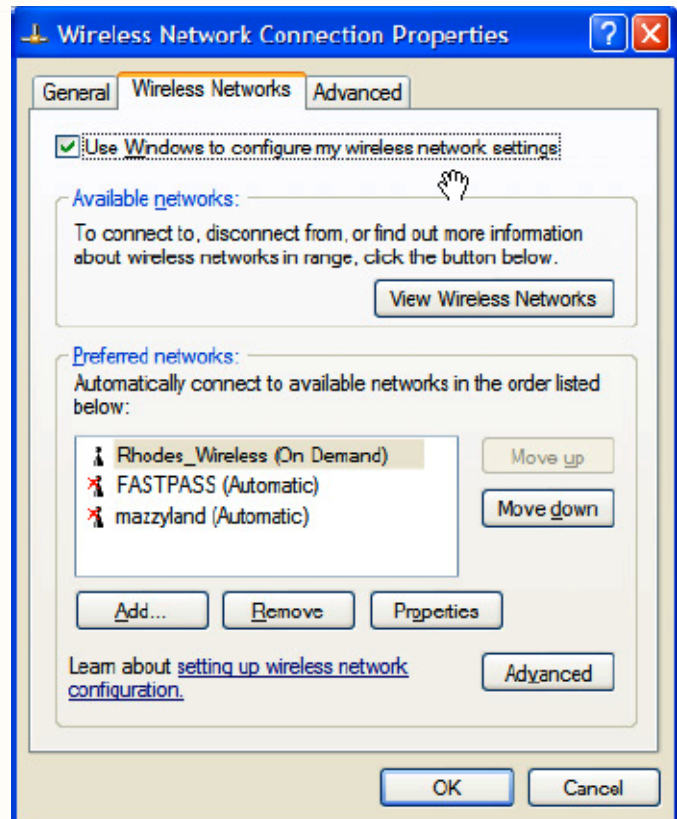 Wireless Network Connection Properties
General Wireless Networks Advanced
Use Windows to configure my wireless network settings
Available networks:
To connect to, disconnect from, or find out more information
about wireless networks in range, click the button below.
View Wireless Networks
Preferred networks:
Automatically connect to available networks in the order listed
below:
Rhodes_Wireless (On Demand)
Move up
FASTPASS (Automatic)
mazzyland (Automatic)
Move down
Add... Remove Properties
Learn about setting up wireless network
configuration.
Advanced
OK Cancel